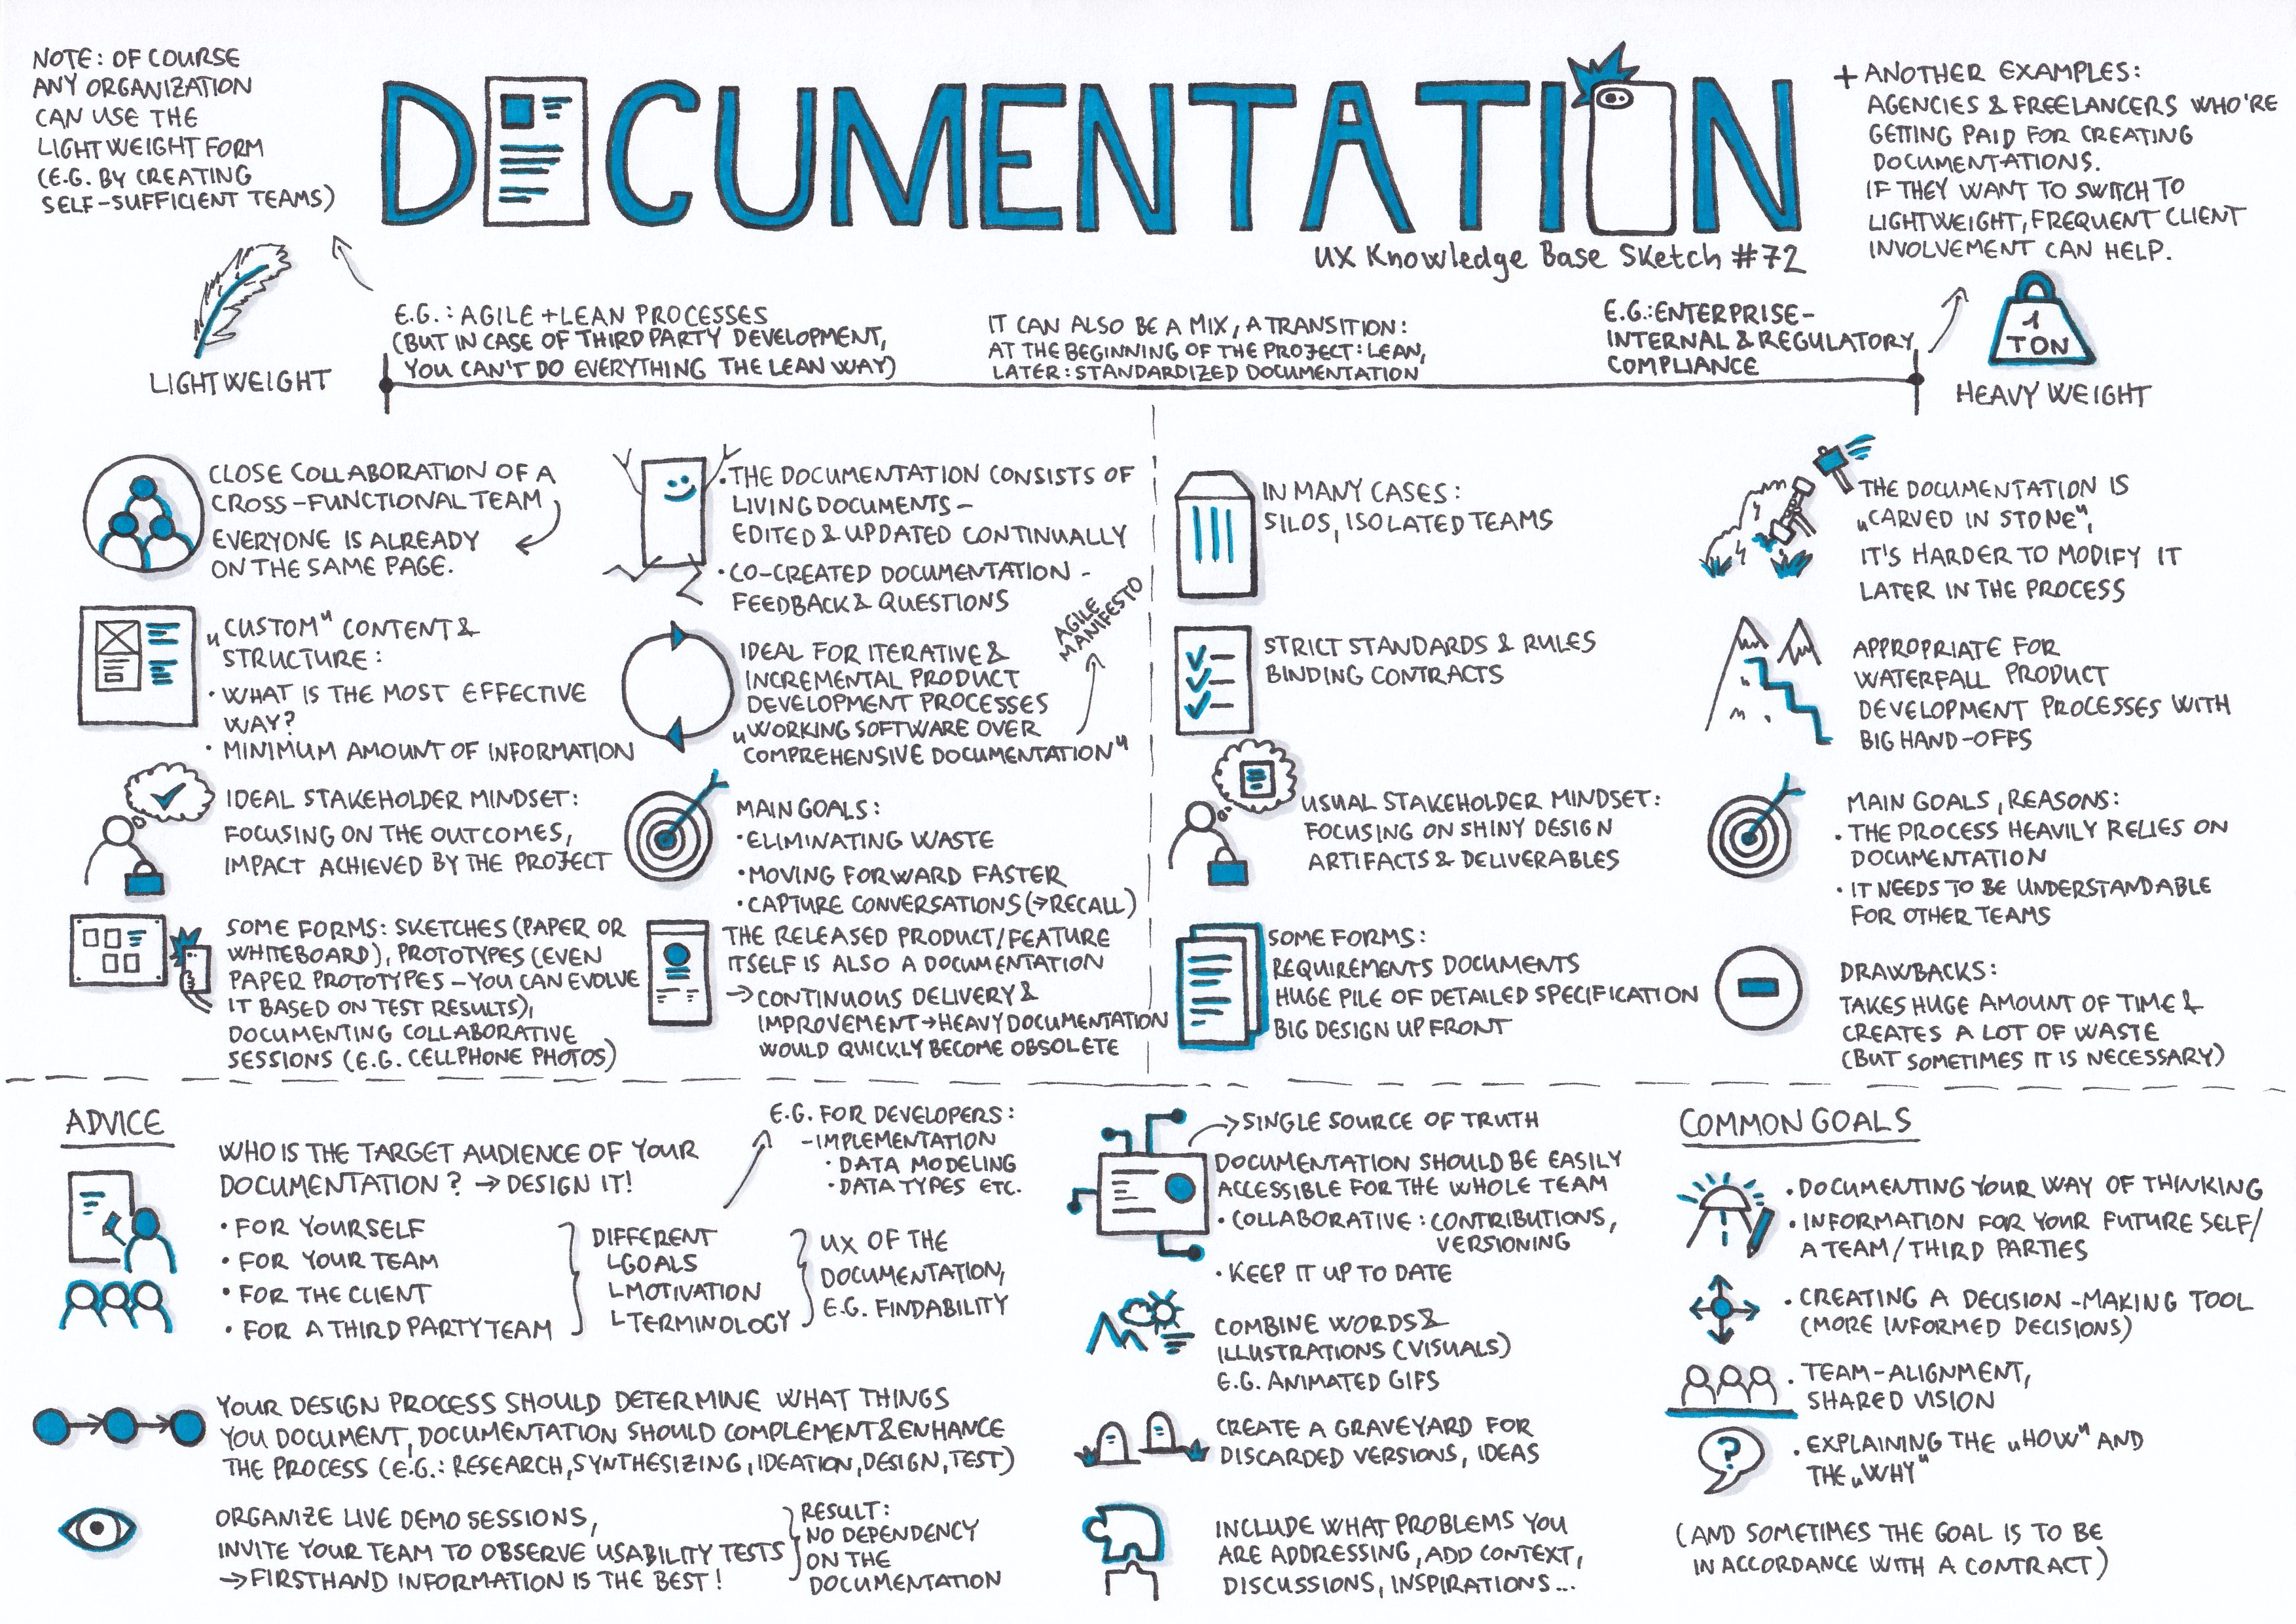 NOTE: OF COURSE
ANY ORGANIZATION
CAN USE THE
LIGHTWEIGHT FORM
(E.G. BY CREATING
SELF-SUFFICIENT TEAMS)
DOCUMENTATION
UX Knowledge Base Sketch #72
+ ANOTHER EXAMPLES:
AGENCIES & FREELANCERS WHO'RE
GETTING PAID FOR CREATING
DOCUMENTATIONS.
IF THEY WANT TO SWITCH TO
LIGHTWEIGHT, FREQUENT CLIENT
INVOLVEMENT CAN HELP.
LIGHTWEIGHT
E.G.: AGILE + LEAN PROCESSES
(BUT IN CASE OF THIRD PARTY DEVELOPMENT,
YOU CAN'T DO EVERYTHING THE LEAN WAY)
IT CAN ALSO BE A MIX, A TRANSITION:
AT THE BEGINNING OF THE PROJECT: LEAN,
LATER: STANDARDIZED DOCUMENTATION
E.G.: ENTERPRISE-
INTERNAL & REGULATORY
COMPLIANCE
1
TON
HEAVY WEIGHT
CLOSE COLLABORATION OF A
CROSS-FUNCTIONAL TEAM
EVERYONE IS ALREADY
ON THE SAME PAGE.
„CUSTOM" CONTENT &
STRUCTURE:
• WHAT IS THE MOST EFFECTIVE
WAY?
• MINIMUM AMOUNT OF INFORMATION
IDEAL STAKEHOLDER MINDSET:
FOCUSING ON THE OUTCOMES,
IMPACT ACHIEVED BY THE PROJECT
SOME FORMS: SKETCHES (PAPER OR
WHITEBOARD), PROTOTYPES (EVEN
PAPER PROTOTYPES – YOU CAN EVOLVE
IT BASED ON TEST RESULTS),
DOCUMENTING COLLABORATIVE
SESSIONS (E.G. CELLPHONE PHOTOS)
• THE DOCUMENTATION CONSISTS OF
LIVING DOCUMENTS –
EDITED & UPDATED CONTINUALLY
• CO-CREATED DOCUMENTATION -
FEEDBACK & QUESTIONS
IDEAL FOR ITERATIVE &
INCREMENTAL PRODUCT
DEVELOPMENT PROCESSES
„WORKING SOFTWARE OVER
COMPREHENSIVE DOCUMENTATION"
AGILE
MANIFESTO
MAIN GOALS:
• ELIMINATING WASTE
• MOVING FORWARD FASTER
• CAPTURE CONVERSATIONS (→ RECALL)
THE RELEASED PRODUCT/FEATURE
ITSELF IS ALSO A DOCUMENTATION
→ CONTINUOUS DELIVERY &
IMPROVEMENT → HEAVY DOCUMENTATION
WOULD QUICKLY BECOME OBSOLETE
IN MANY CASES:
SILOS, ISOLATED TEAMS
STRICT STANDARDS & RULES
BINDING CONTRACTS
USUAL STAKEHOLDER MINDSET:
FOCUSING ON SHINY DESIGN
ARTIFACTS & DELIVERABLES
SOME FORMS:
REQUIREMENTS DOCUMENTS
HUGE PILE OF DETAILED SPECIFICATION
BIG DESIGN UP FRONT
THE DOCUMENTATION IS
„CARVED IN STONE",
IT'S HARDER TO MODIFY IT
LATER IN THE PROCESS
APPROPRIATE FOR
WATERFALL PRODUCT
DEVELOPMENT PROCESSES WITH
BIG HAND-OFFS
MAIN GOALS, REASONS:
• THE PROCESS HEAVILY RELIES ON
DOCUMENTATION
• IT NEEDS TO BE UNDERSTANDABLE
FOR OTHER TEAMS
DRAWBACKS:
TAKES HUGE AMOUNT OF TIME &
CREATES A LOT OF WASTE
(BUT SOMETIMES IT IS NECESSARY)
ADVICE
WHO IS THE TARGET AUDIENCE OF YOUR
DOCUMENTATION? → DESIGN IT!
• FOR YOURSELF
• FOR YOUR TEAM
• FOR THE CLIENT
• FOR A THIRD PARTY TEAM
DIFFERENT
GOALS
MOTIVATION
TERMINOLOGY
E.G. FOR DEVELOPERS:
- IMPLEMENTATION
• DATA MODELING
• DATA TYPES ETC.
UX OF THE
DOCUMENTATION,
E.G. FINDABILITY
YOUR DESIGN PROCESS SHOULD DETERMINE WHAT THINGS
YOU DOCUMENT, DOCUMENTATION SHOULD COMPLEMENT & ENHANCE
THE PROCESS (E.G.: RESEARCH, SYNTHESIZING, IDEATION, DESIGN, TEST)
ORGANIZE LIVE DEMO SESSIONS,
INVITE YOUR TEAM TO OBSERVE USABILITY TESTS
→ FIRSTHAND INFORMATION IS THE BEST!
RESULT:
NO DEPENDENCY
ON THE
DOCUMENTATION
→ SINGLE SOURCE OF TRUTH
DOCUMENTATION SHOULD BE EASILY
ACCESSIBLE FOR THE WHOLE TEAM
• COLLABORATIVE: CONTRIBUTIONS,
VERSIONING
• KEEP IT UP TO DATE
COMBINE WORDS &
ILLUSTRATIONS (VISUALS)
E.G. ANIMATED GIFS
CREATE A GRAVEYARD FOR
DISCARDED VERSIONS, IDEAS
INCLUDE WHAT PROBLEMS YOU
ARE ADDRESSING, ADD CONTEXT,
DISCUSSIONS, INSPIRATIONS...
COMMON GOALS
• DOCUMENTING YOUR WAY OF THINKING
• INFORMATION FOR YOUR FUTURE SELF/
A TEAM/THIRD PARTIES
• CREATING A DECISION-MAKING TOOL
(MORE INFORMED DECISIONS)
• TEAM-ALIGNMENT,
SHARED VISION
?
• EXPLAINING THE „HOW" AND
THE „WHY"
(AND SOMETIMES THE GOAL IS TO BE
IN ACCORDANCE WITH A CONTRACT)